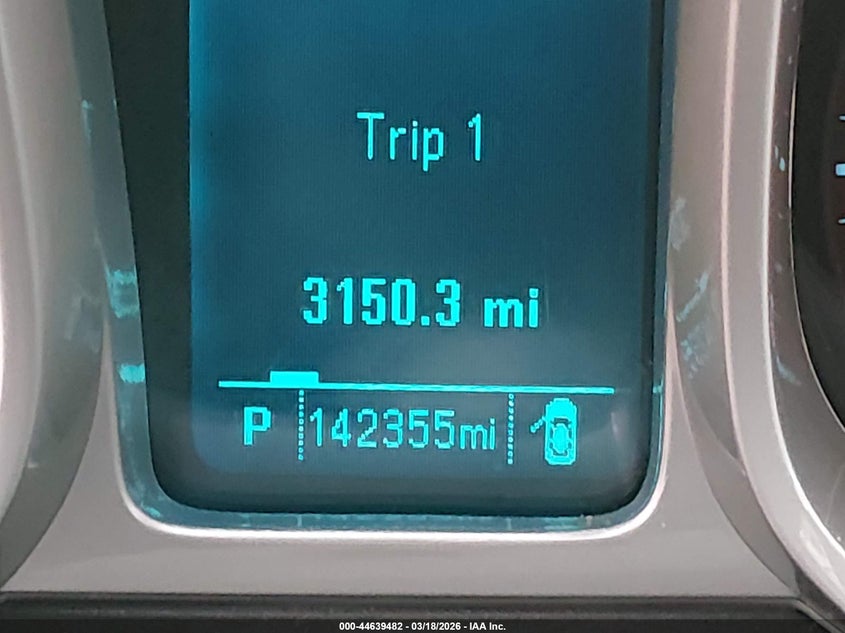 Trip 1
3150.3 mi
P 142355mi
000-44639482 - 03/18/2026 - IAA Inc.